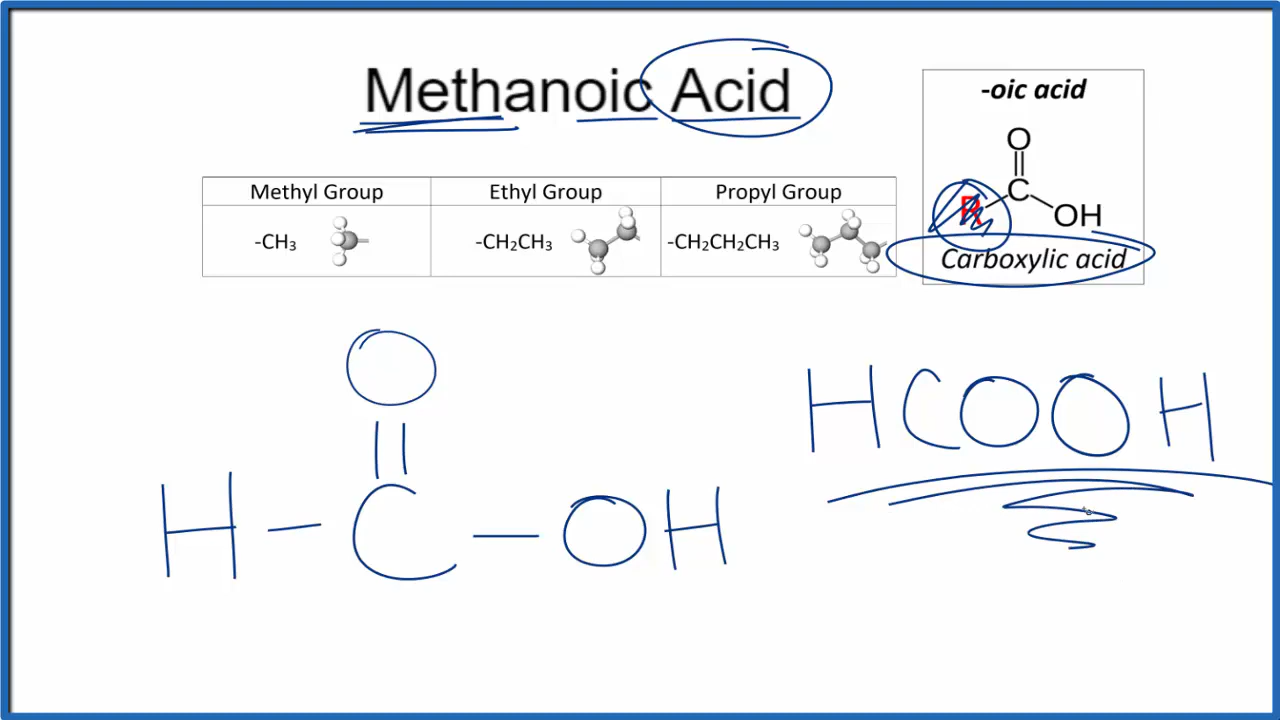 Methanoic Acid
-oic acid
O
C
R
OH
Carboxylic acid
Methyl Group Ethyl Group Propyl Group
-CH₃ -CH₂CH₃ -CH₂CH₂CH₃
O
H - C - OH
HCOOH